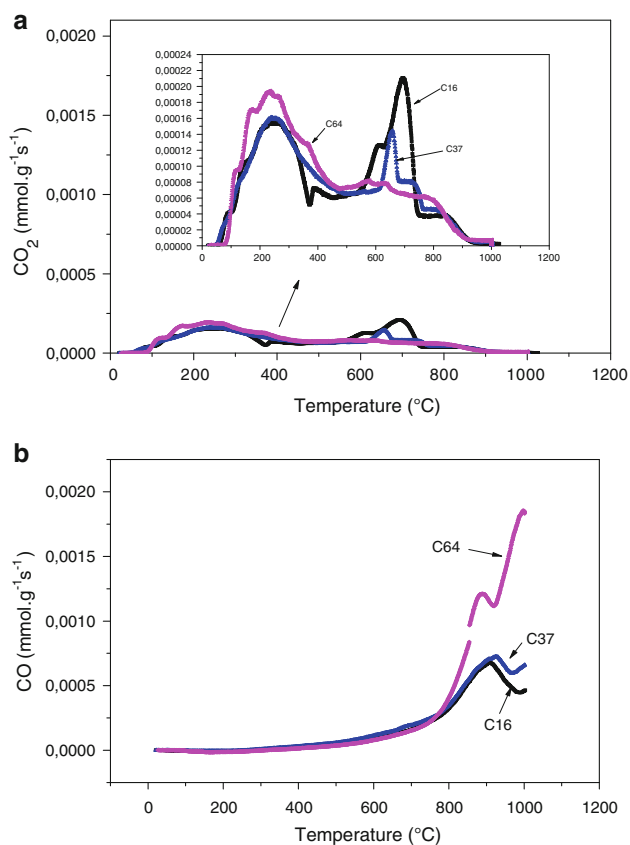 a
CO2 (mmol.g-1s-1)
0,0020
0,0015
0,0010
0,0005
0,0000
0,00024
0,00022
0,00020
0,00018
0,00016
0,00014
0,00012
0,00010
0,00008
0,00006
0,00004
0,00002
0,00000
C64
C16
C37
0 200 400 600 800 1000 1200
0 200 400 600 800 1000 1200
Temperature (°C)
b
CO (mmol.g-1s-1)
0,0020
0,0015
0,0010
0,0005
0,0000
C64
C37
C16
0 200 400 600 800 1000 1200
Temperature (°C)